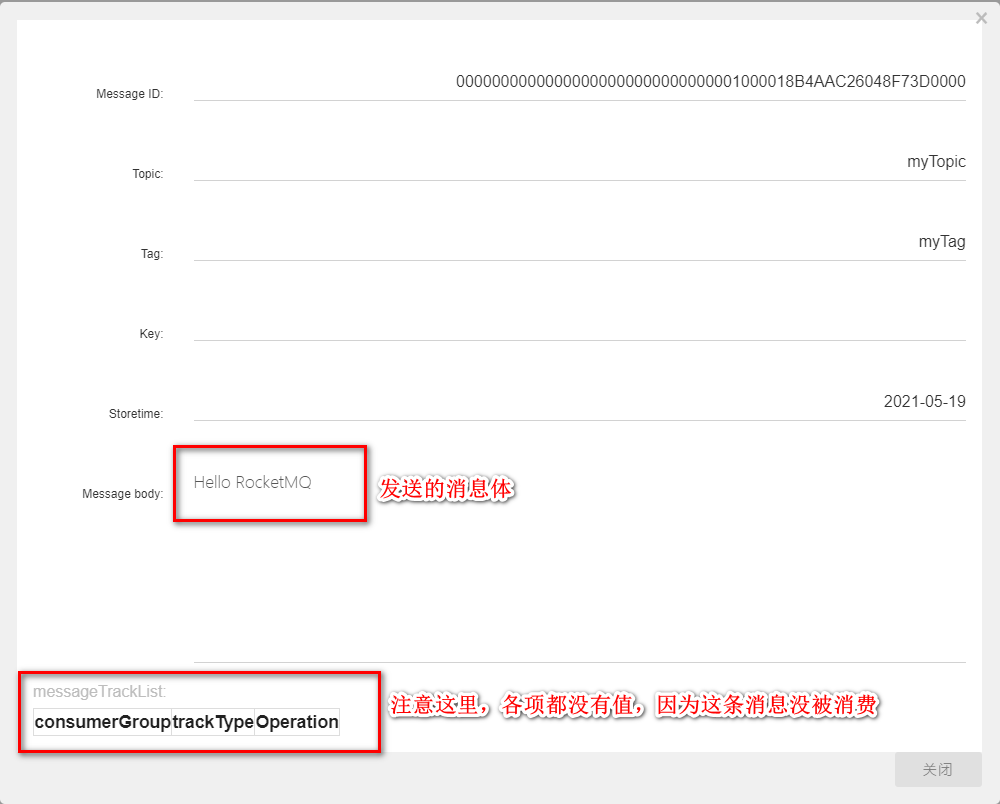 ×
Message ID: 00000000000000000000000000000001000018B4AAC26048F73D0000
Topic: myTopic
Tag: myTag
Key:
Storetime: 2021-05-19
Message body: Hello RocketMQ 发送的消息体
messageTrackList:
注意这里，各项都没有值，因为这条消息没被消费
consumerGroup trackType Operation
关闭